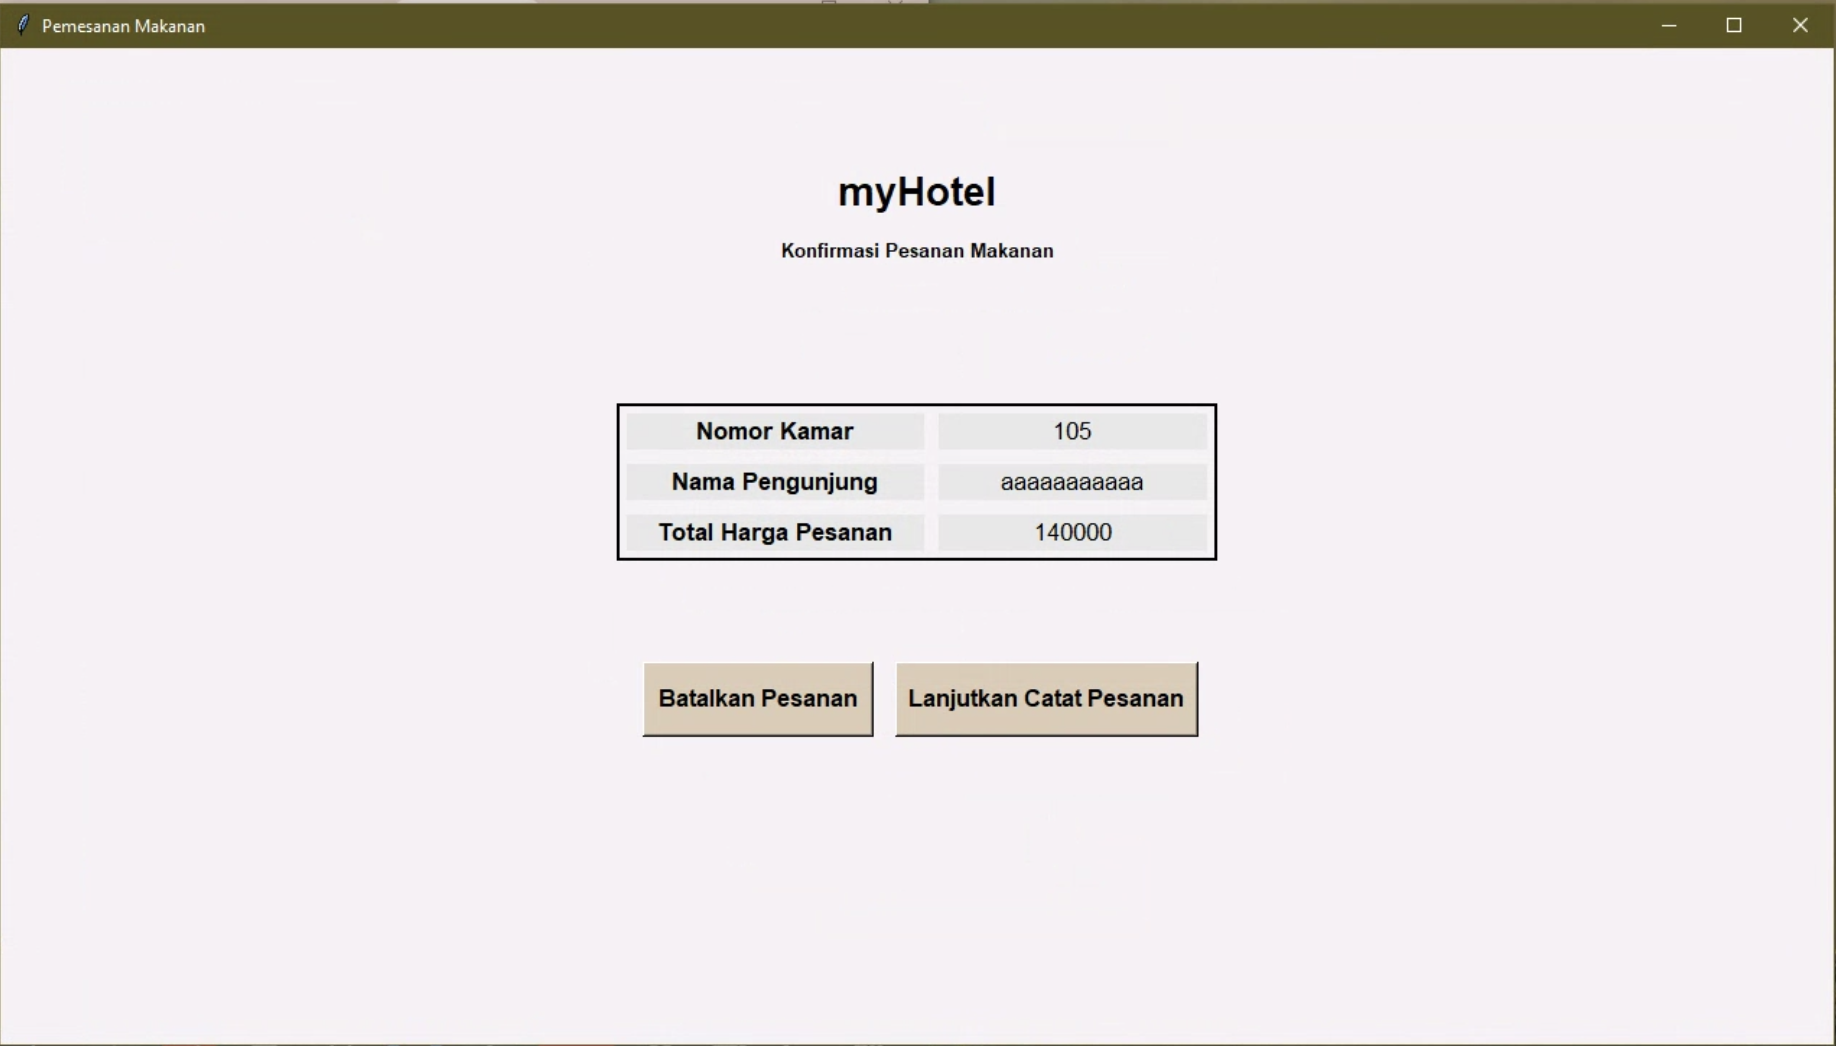 Pemesanan Makanan
myHotel
Konfirmasi Pesanan Makanan
Nomor Kamar 105
Nama Pengunjung aaaaaaaaaaa
Total Harga Pesanan 140000
Batalkan Pesanan Lanjutkan Catat Pesanan